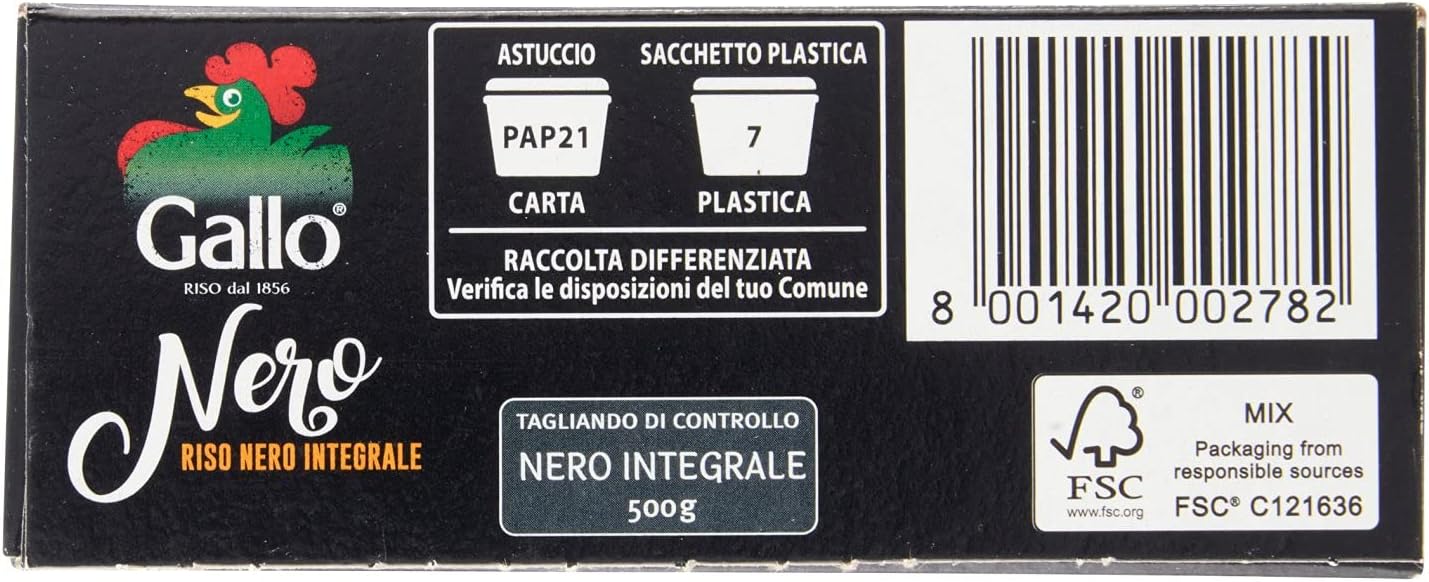 Gallo®
RISO dal 1856
Nero
RISO NERO INTEGRALE
ASTUCCIO
PAP21
CARTA
SACCHETTO PLASTICA
7
PLASTICA
RACCOLTA DIFFERENZIATA
Verifica le disposizioni del tuo Comune
TAGLIANDO DI CONTROLLO
NERO INTEGRALE
500g
8 001420 002782
®
FSC
www.fsc.org
MIX
Packaging from
responsible sources
FSC® C121636